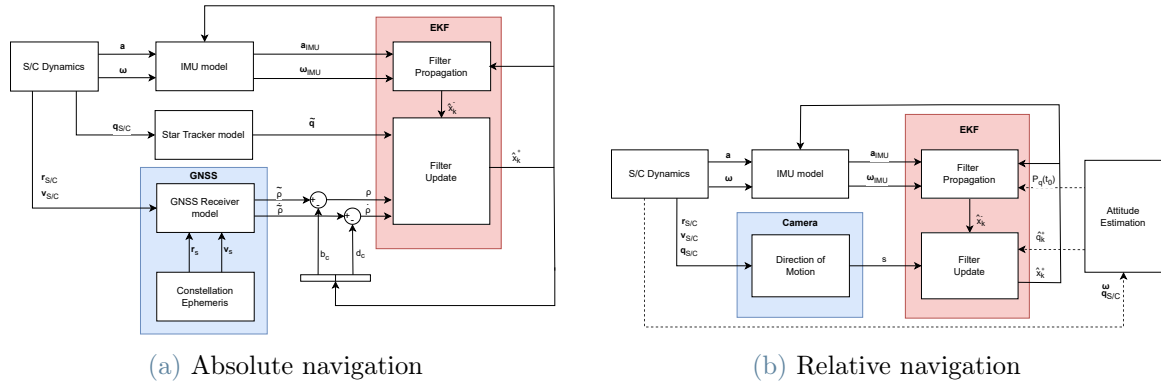 EKF
S/C Dynamics
a
ω
IMU model
a_IMU
ω_IMU
Filter
Propagation
x̂_k^-
q_S/C
Star Tracker model
q̃
Filter
Update
x̂_k^+
r_S/C
v_S/C
GNSS
GNSS Receiver
model
ρ̃
ρ̇̃
+
-
ρ
+
-
ρ̇
r_s
v_s
b_c
d_c
Constellation
Ephemeris
(a) Absolute navigation
EKF
S/C Dynamics
a
ω
IMU model
a_IMU
ω_IMU
Filter
Propagation
P_q(t_0)
Attitude
Estimation
r_S/C
v_S/C
q_S/C
Camera
Direction of
Motion
s
x̂_k^-
Filter
Update
q̂_k^+
x̂_k^+
ω
q_S/C
(b) Relative navigation